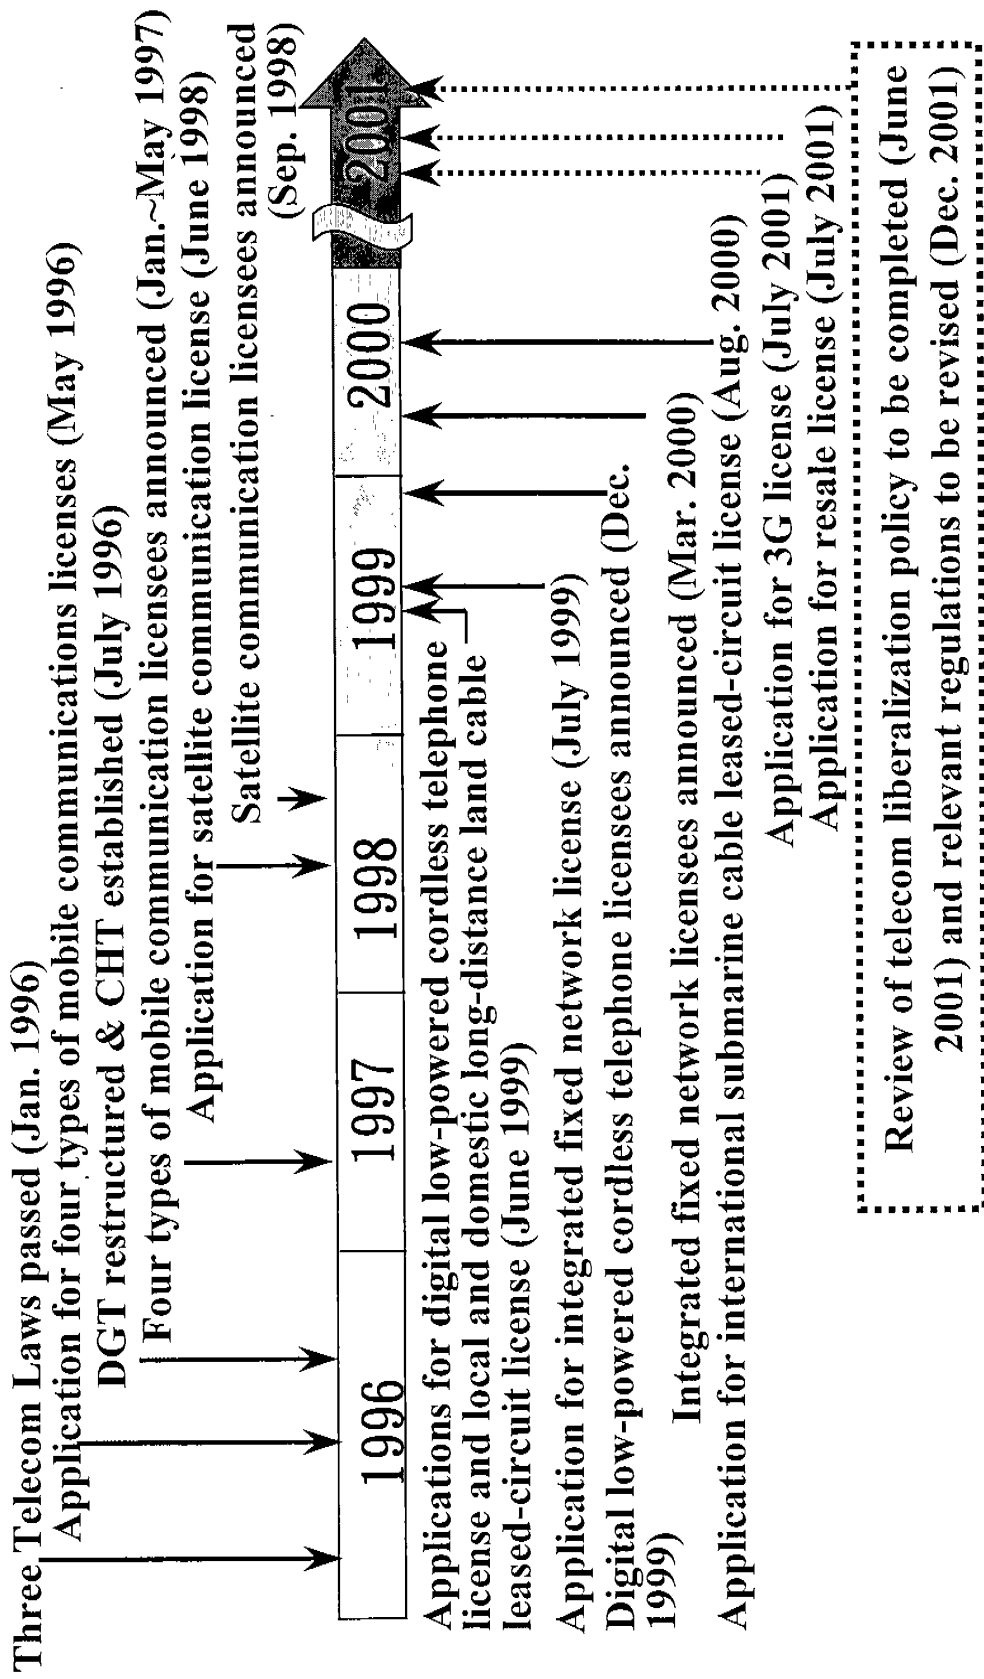 Three Telecom Laws passed (Jan. 1996)
Application for four types of mobile communications licenses (May 1996)
DGT restructured & CHT established (July 1996)
Four types of mobile communication licensees announced (Jan.~May 1997)
Application for satellite communication license (June 1998)
Satellite communication licensees announced
(Sep. 1998)
1996 1997 1998 1999 2000 2001
Applications for digital low-powered cordless telephone
license and local and domestic long-distance land cable
leased-circuit license (June 1999)
Application for integrated fixed network license (July 1999)
Digital low-powered cordless telephone licensees announced (Dec.
1999)
Integrated fixed network licensees announced (Mar. 2000)
Application for international submarine cable leased-circuit license (Aug. 2000)
Application for 3G license (July 2001)
Application for resale license (July 2001)
Review of telecom liberalization policy to be completed (June
2001) and relevant regulations to be revised (Dec. 2001)